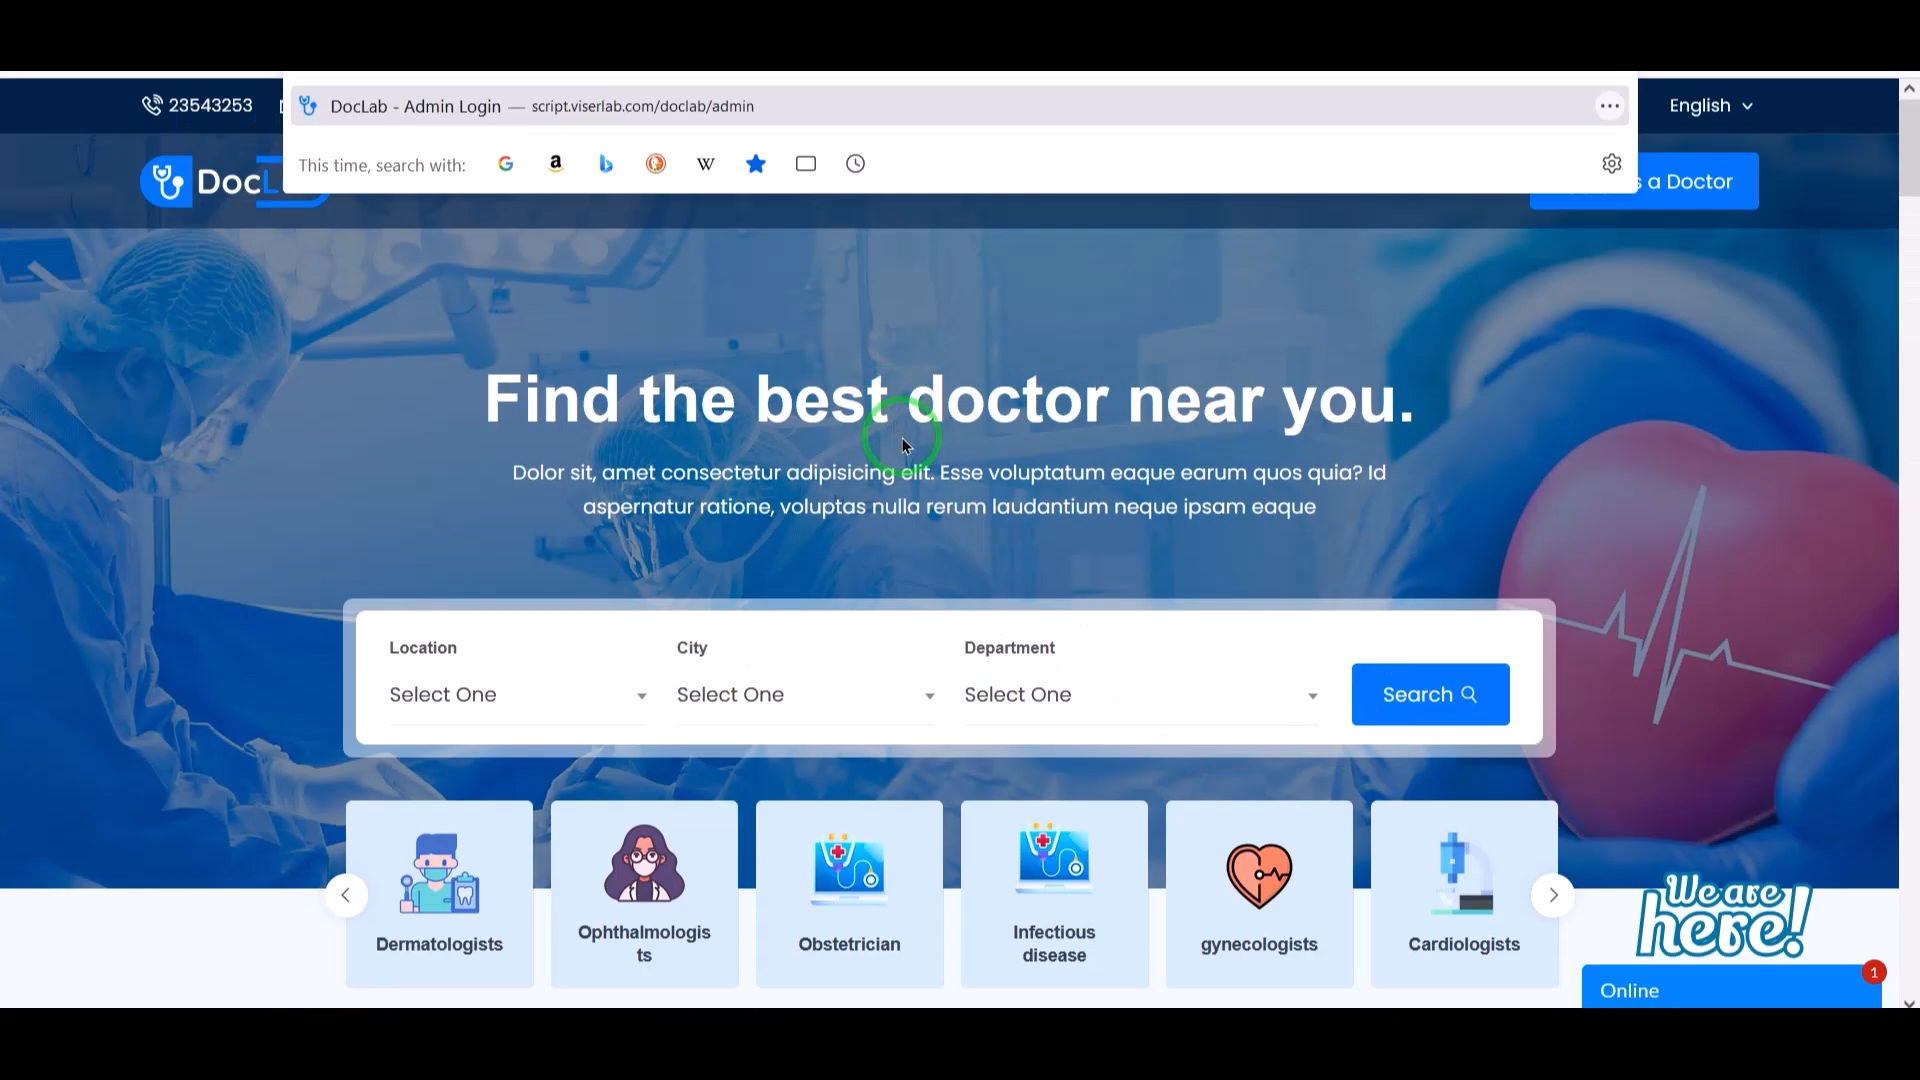 23543253
DocLab - Admin Login — script.viserlab.com/doclab/admin
English
This time, search with:
DocL
s a Doctor
Find the best doctor near you.
Dolor sit, amet consectetur adipisicing elit. Esse voluptatum eaque earum quos quia? Id
aspernatur ratione, voluptas nulla rerum laudantium neque ipsam eaque
Location
City
Department
Select One
Select One
Select One
Search
Dermatologists
Ophthalmologis
ts
Obstetrician
Infectious
disease
gynecologists
Cardiologists
We are
here!
1
Online